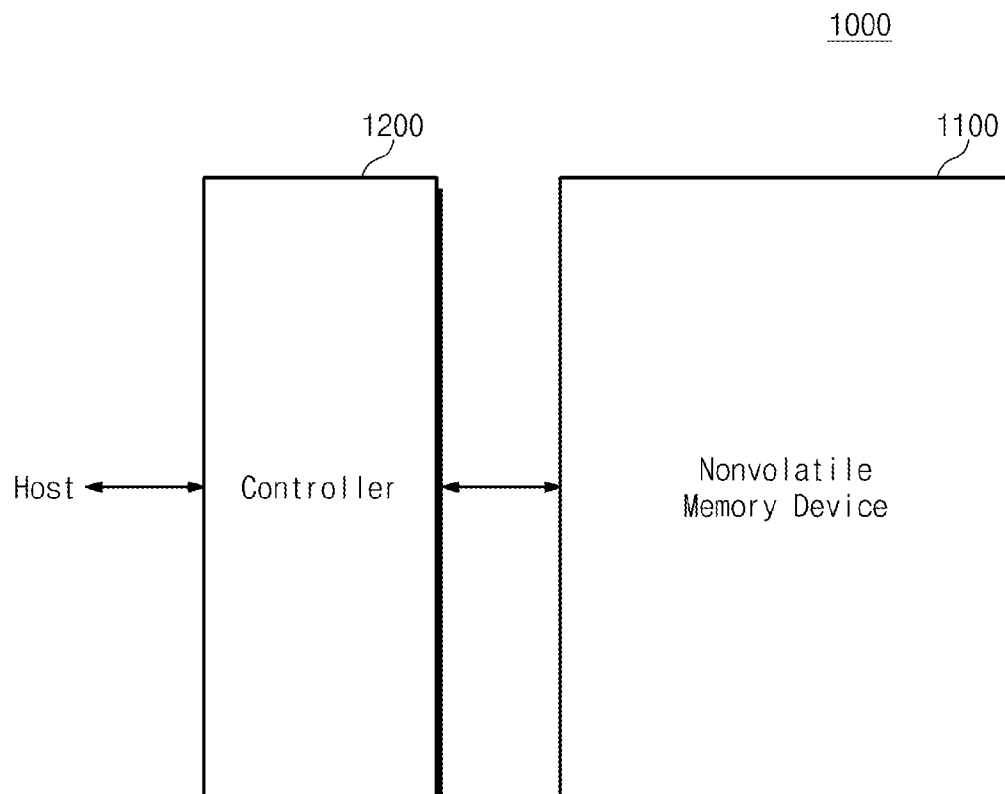 1000
1200
1100
Host
Controller
Nonvolatile
Memory Device